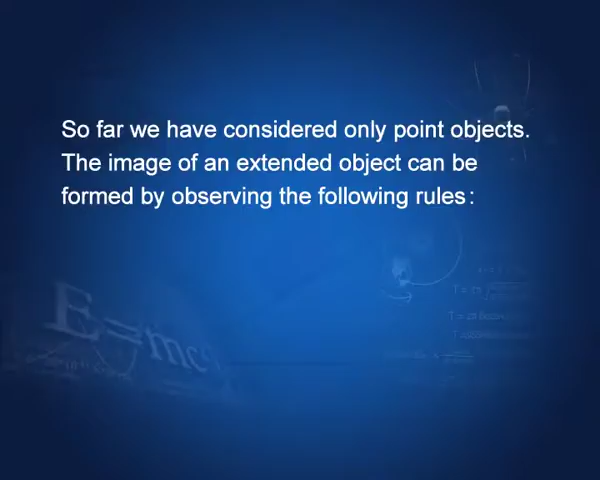 So far we have considered only point objects.
The image of an extended object can be
formed by observing the following rules:
E=mc²